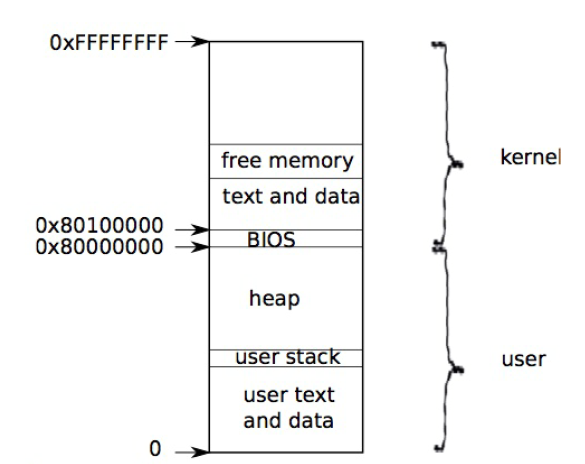 0xFFFFFFFF
free memory
kernel
text and data
0x80100000
BIOS
0x80000000
heap
user stack
user
user text
and data
0